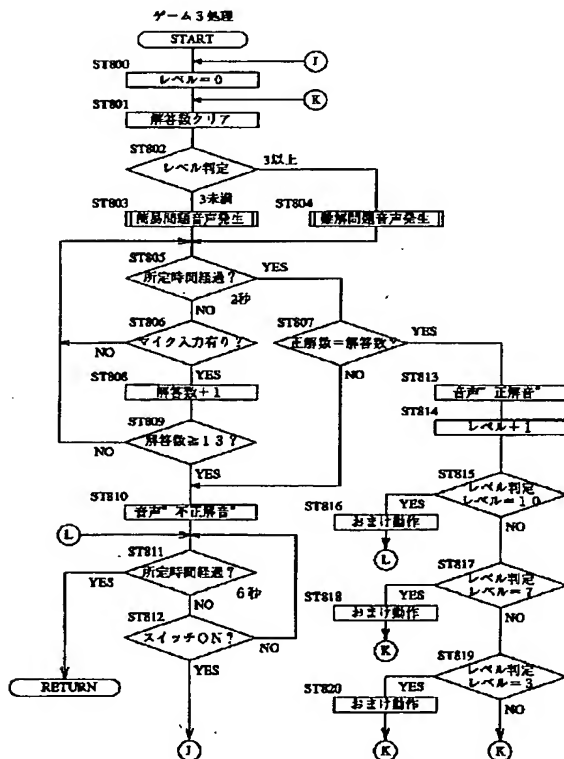 ゲーム3処理
START
J
ST800
レベル=0
K
ST801
解答数クリア
ST802
レベル判定
3以上
3未満
ST803
簡易問題音声発生
ST804
難解問題音声発生
ST805
所定時間経過?
YES
2秒
NO
ST806
マイク入力有り?
NO
YES
ST807
正解数=解答数?
YES
NO
ST808
解答数+1
ST809
解答数≧13?
NO
YES
ST810
音声"不正解音"
L
ST811
所定時間経過?
YES
6秒
NO
ST812
スイッチON?
NO
YES
RETURN
J
ST813
音声"正解音"
ST814
レベル+1
ST815
レベル判定
レベル=10
YES
NO
ST816
おまけ動作
L
ST817
レベル判定
レベル=7
YES
NO
ST818
おまけ動作
K
ST819
レベル判定
レベル=3
YES
NO
ST820
おまけ動作
K
K